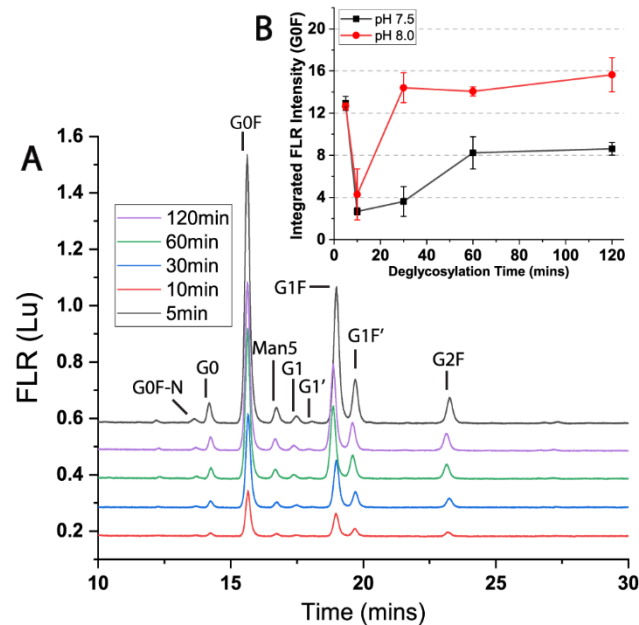 B
pH 7.5
pH 8.0
Integrated FLR Intensity (G0F)
28
24
20
16
12
8
4
0
0 20 40 60 80 100 120
Deglycosylation Time (mins)
A
G0F
120min
60min
30min
10min
5min
G0F-N
G0
Man5
G1
G1'
G1F
G1F'
G2F
FLR (Lu)
1.6
1.4
1.2
1.0
0.8
0.6
0.4
0.2
10 15 20 25 30
Time (mins)